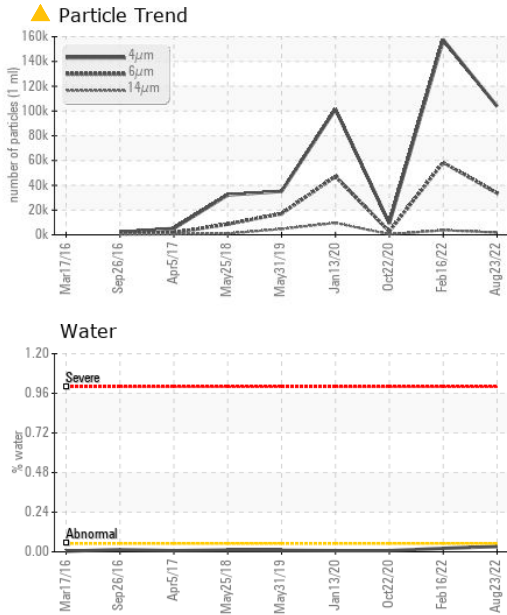 Particle Trend
number of particles (1 ml)
160k
140k
120k
100k
80k
60k
40k
20k
0k
4µm
6µm
14µm
Mar17/16
Sep26/16
Apr5/17
May25/18
May31/19
Jan13/20
Oct22/20
Feb16/22
Aug23/22
Water
% water
1.20
0.96
0.72
0.48
0.24
0.00
Severe
Abnormal
Mar17/16
Sep26/16
Apr5/17
May25/18
May31/19
Jan13/20
Oct22/20
Feb16/22
Aug23/22